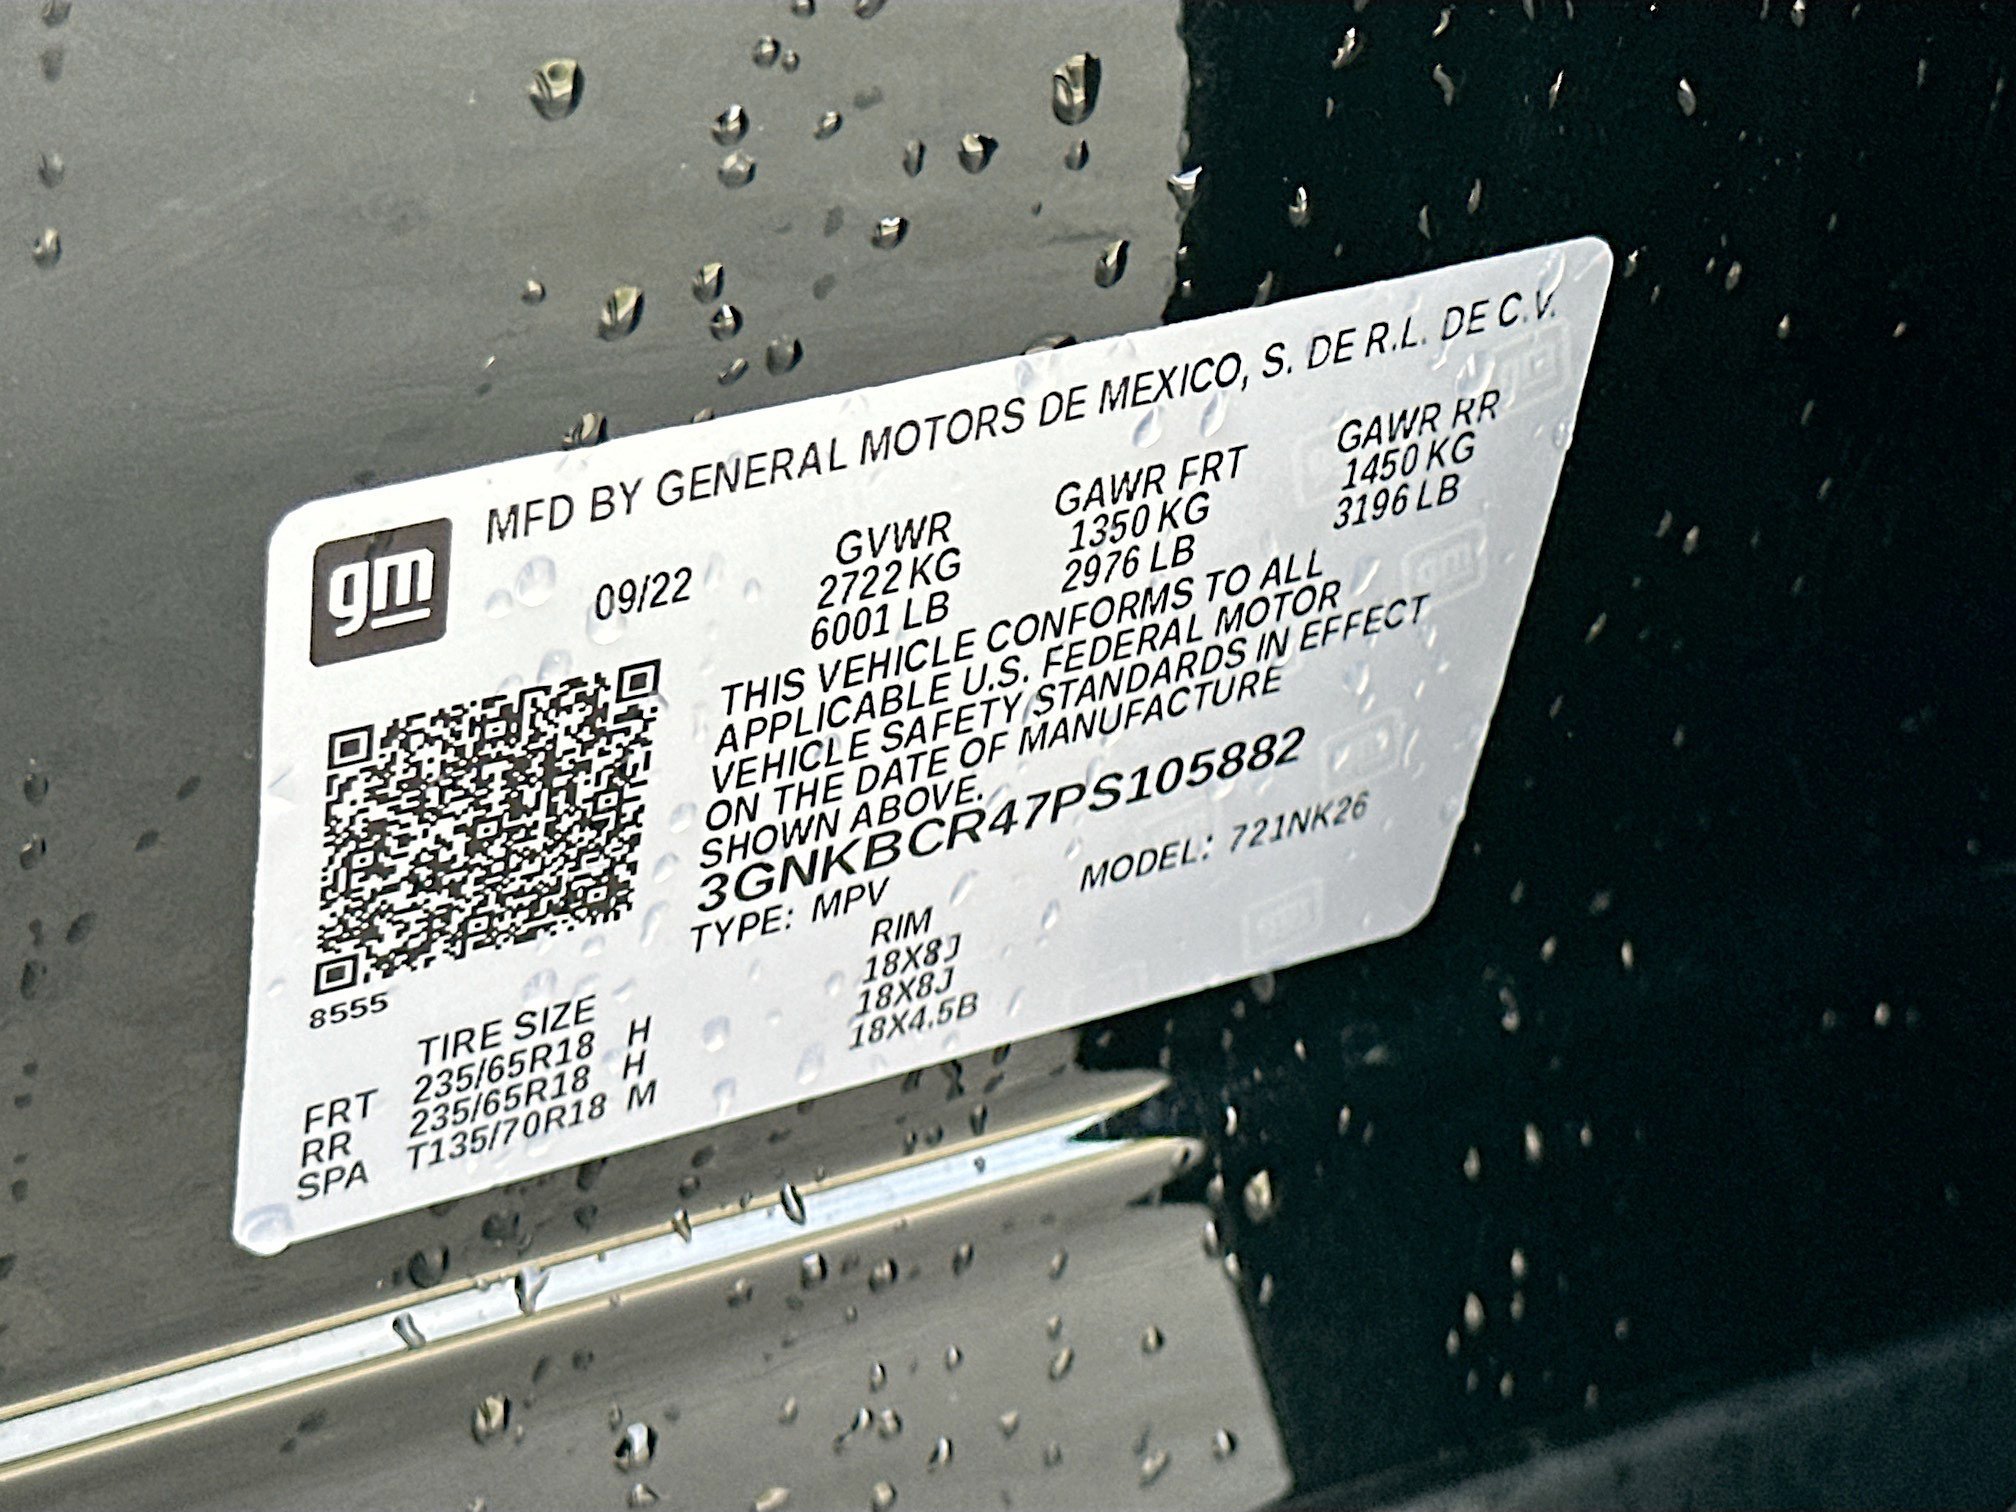 MFD BY GENERAL MOTORS DE MEXICO, S. DE R.L. DE C.V.
gm
09/22
GVWR GAWR FRT GAWR RR
2722 KG 1350 KG 1450 KG
6001 LB 2976 LB 3196 LB
THIS VEHICLE CONFORMS TO ALL
APPLICABLE U.S. FEDERAL MOTOR
VEHICLE SAFETY STANDARDS IN EFFECT
ON THE DATE OF MANUFACTURE
SHOWN ABOVE.
3GNKBCR47PS105882
TYPE: MPV MODEL: 721NK26
8555
TIRE SIZE RIM
FRT 235/65R18 H 18X8J
RR 235/65R18 H 18X8J
SPA T135/70R18 M 18X4.5B